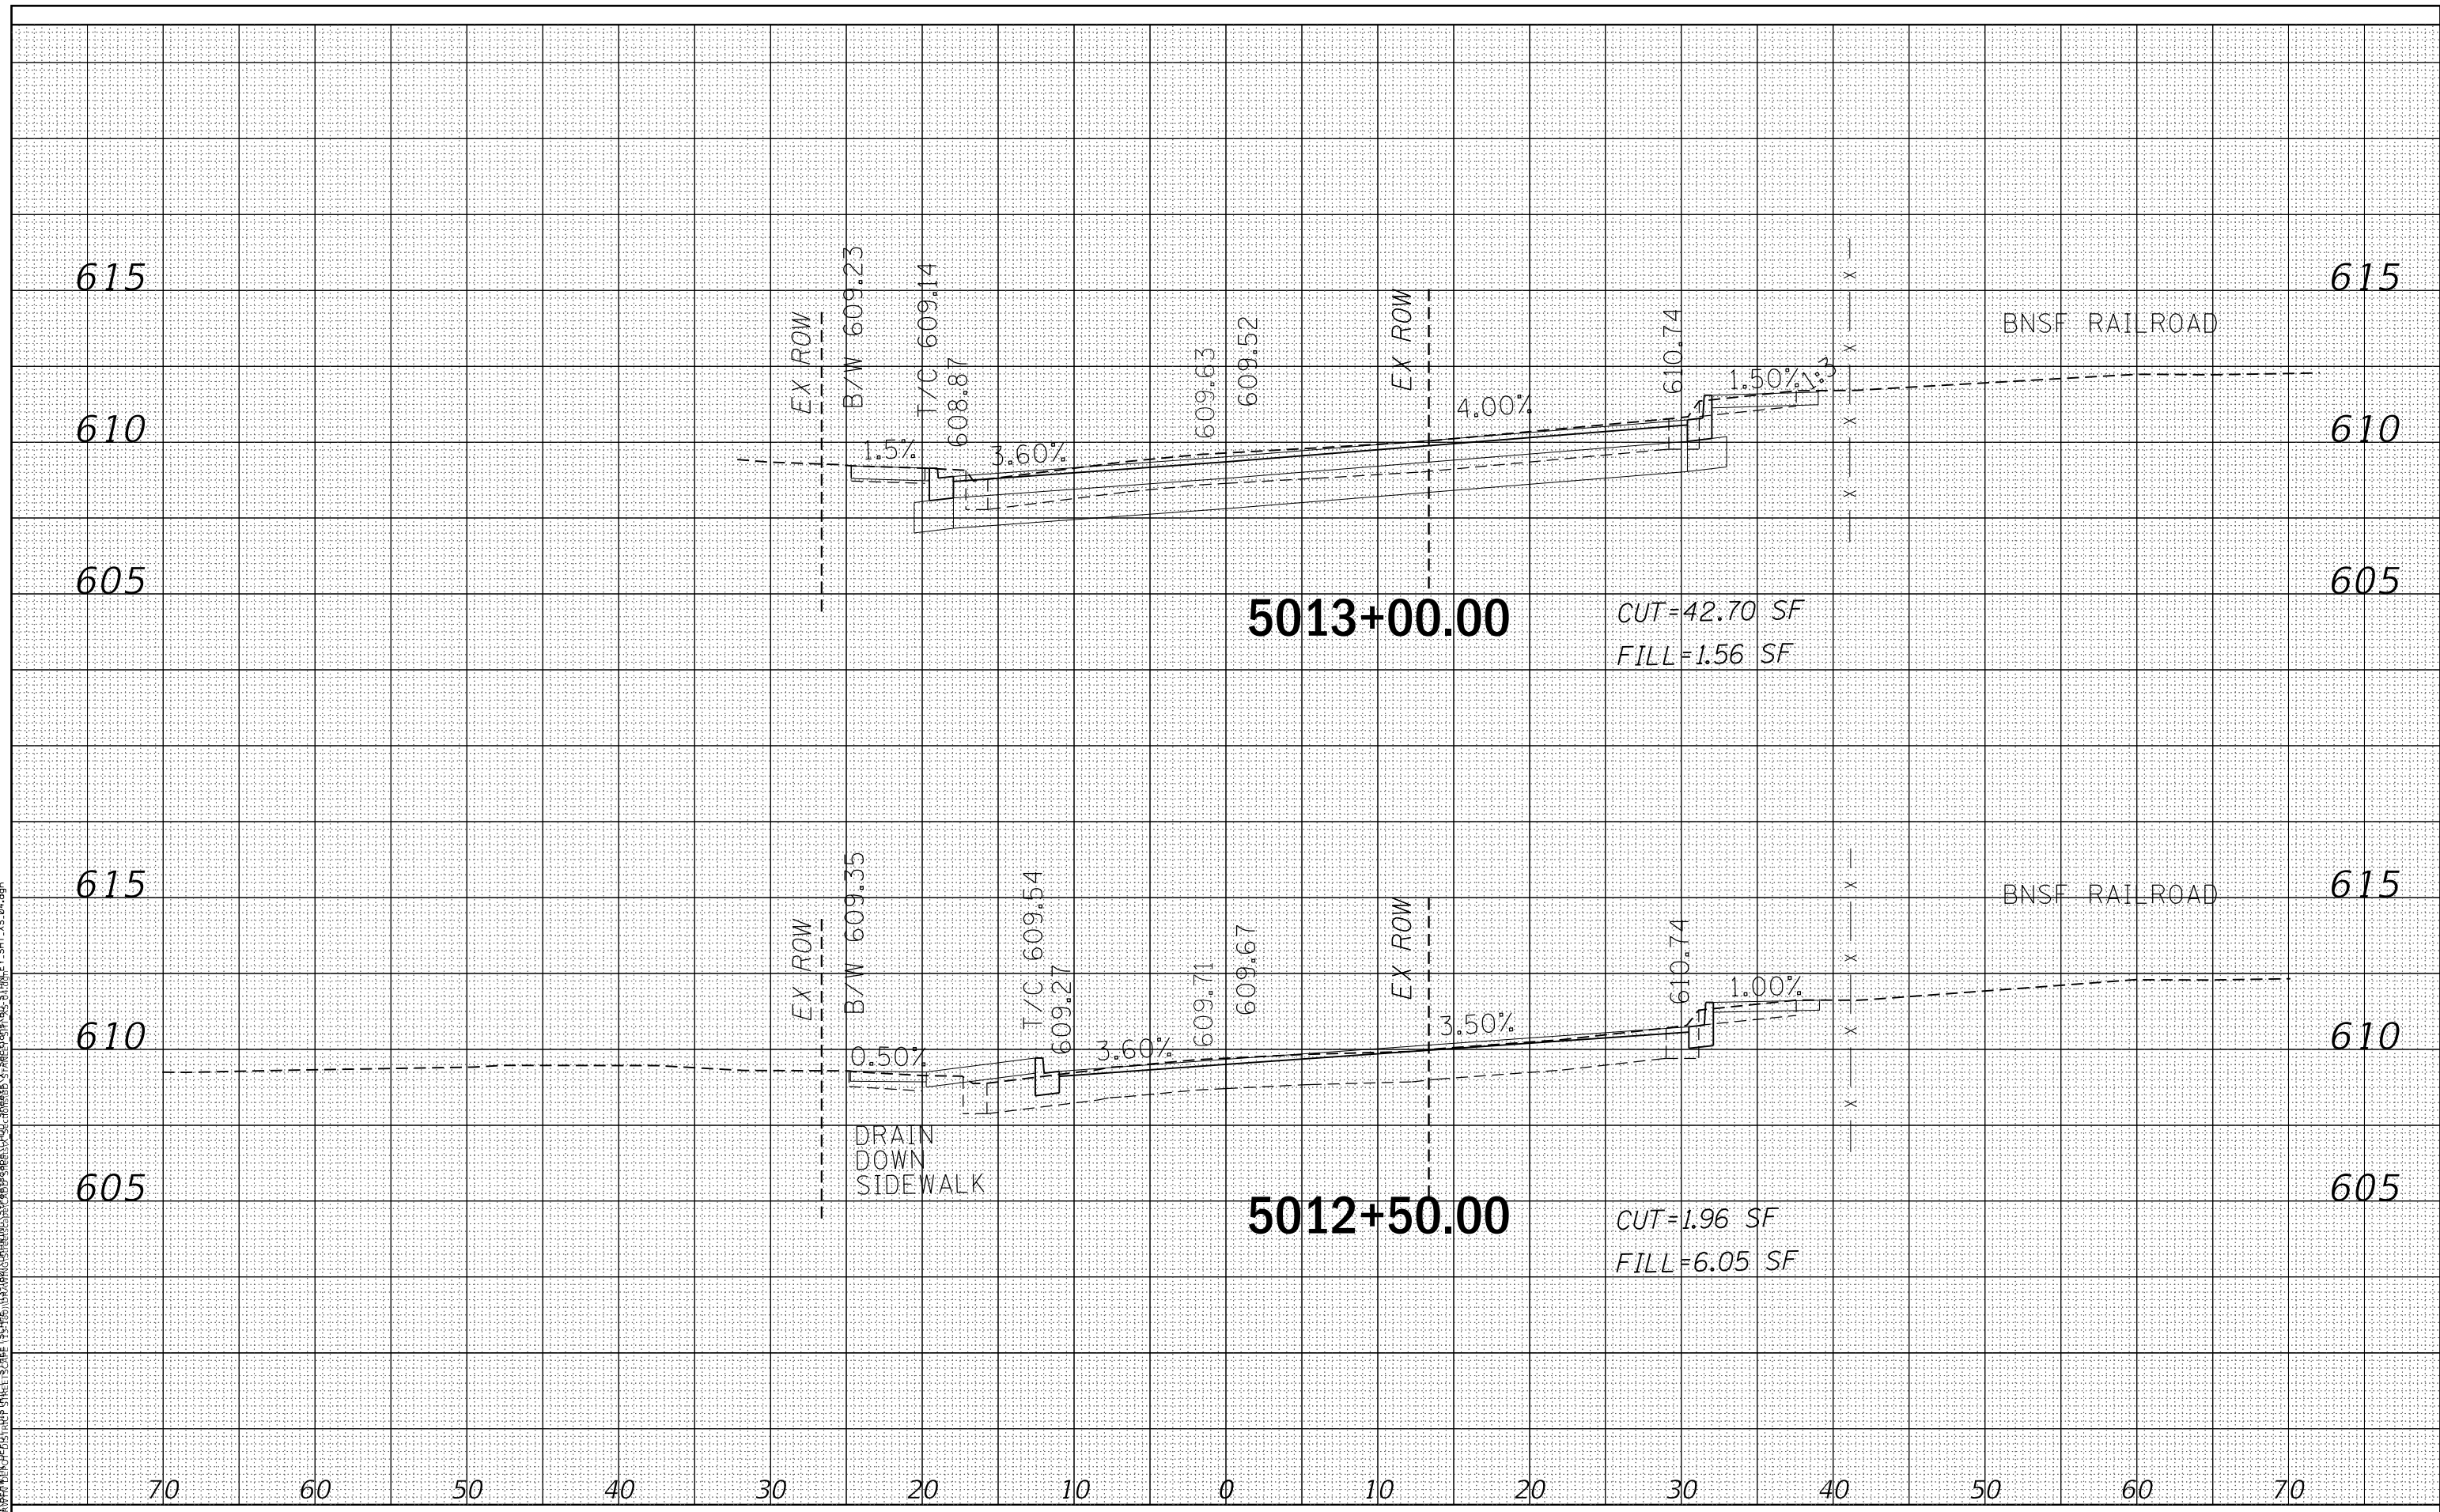 615
EX ROW
B/W 609.23
T/C 609.14
608.87
609.63
609.52
EX ROW
610.74
BNSF RAILROAD
615
1.50%
1:3
4.00%
610
1.5%
3.60%
610
605
605
5013+00.00
CUT=42.70 SF
FILL=1.56 SF
615
EX ROW
B/W 609.35
T/C 609.54
609.27
609.71
609.67
EX ROW
610.74
BNSF RAILROAD
615
1.00%
3.50%
610
0.50%
3.60%
610
DRAIN
DOWN
SIDEWALK
605
605
5012+50.00
CUT=1.96 SF
FILL=6.05 SF
70 60 50 40 30 20 10 0 10 20 30 40 50 60 70